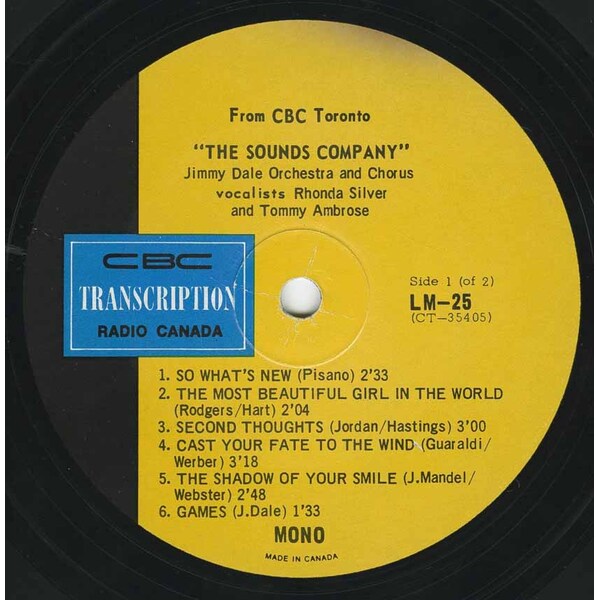 From CBC Toronto
"THE SOUNDS COMPANY"
Jimmy Dale Orchestra and Chorus
vocalists Rhonda Silver
and Tommy Ambrose
CBC
TRANSCRIPTION
RADIO CANADA
Side 1 (of 2)
LM-25
(CT-35405)
1. SO WHAT'S NEW (Pisano) 2'33
2. THE MOST BEAUTIFUL GIRL IN THE WORLD
(Rodgers/Hart) 2'04
3. SECOND THOUGHTS (Jordan/Hastings) 3'00
4. CAST YOUR FATE TO THE WIND (Guaraldi/
Werber) 3'18
5. THE SHADOW OF YOUR SMILE (J.Mandel/
Webster) 2'48
6. GAMES (J.Dale) 1'33
MONO
MADE IN CANADA